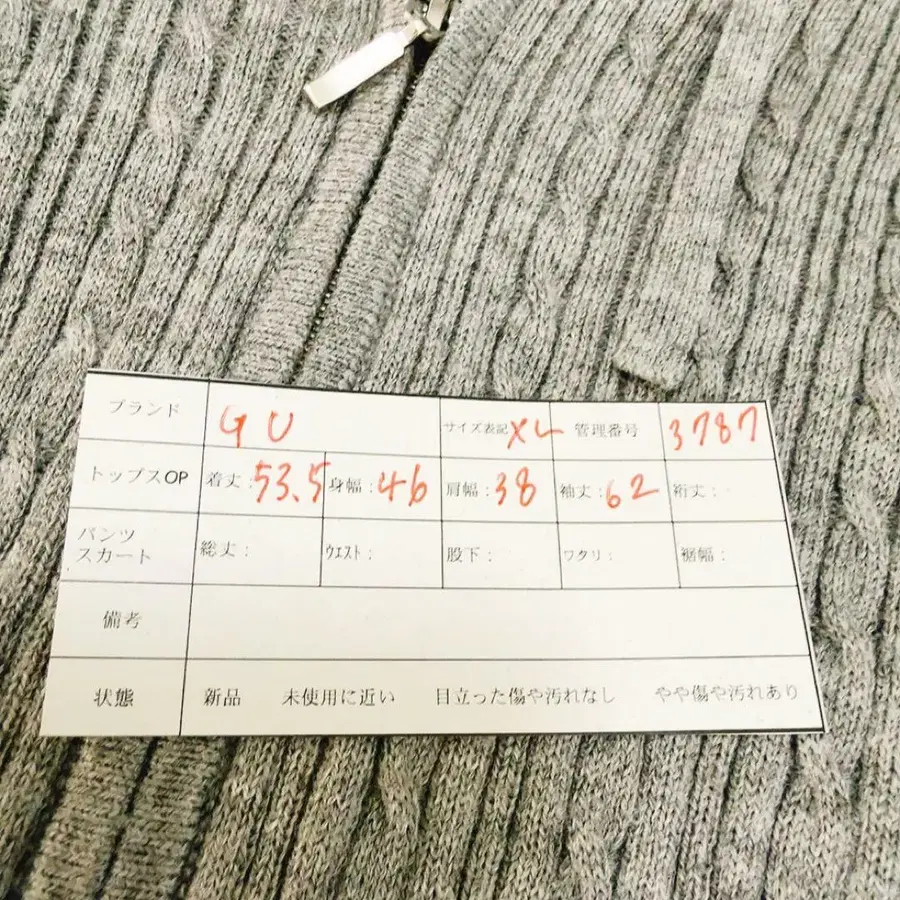 ブランド GU サイズ表記 XL 管理番号 3787
トップスOP 着丈:53.5 身幅:46 肩幅:38 袖丈:62 裄丈:
パンツ
スカート 総丈: ウエスト: 股下: ワタリ: 裾幅:
備考
状態 新品 未使用に近い 目立った傷や汚れなし やや傷や汚れあり